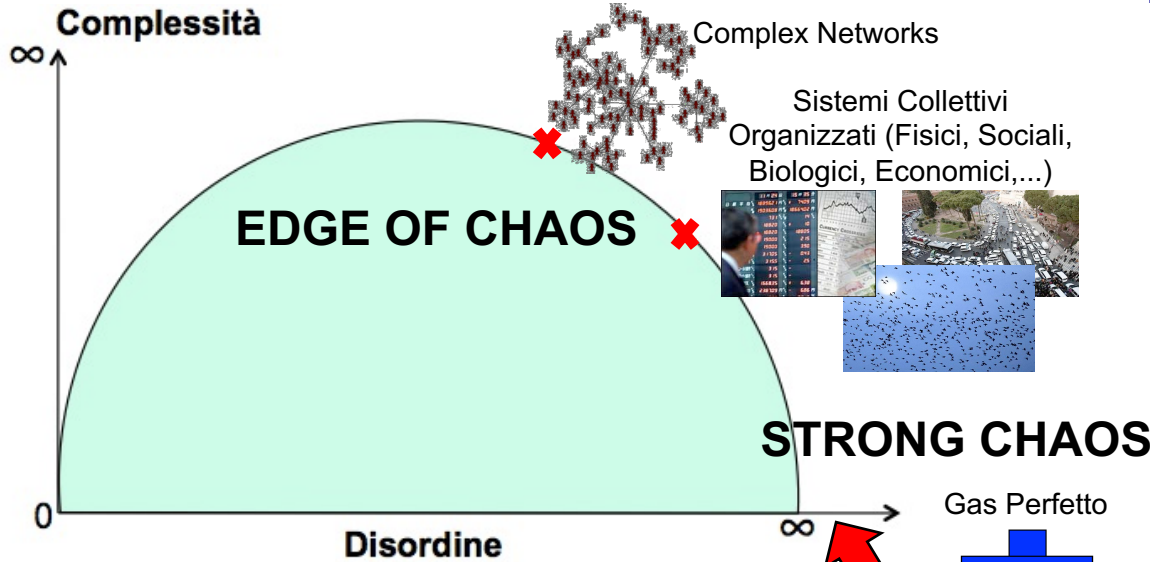 Complessità
∞
Complex Networks
Sistemi Collettivi
Organizzati (Fisici, Sociali,
Biologici, Economici,...)
EDGE OF CHAOS
STRONG CHAOS
Gas Perfetto
0
∞
Disordine